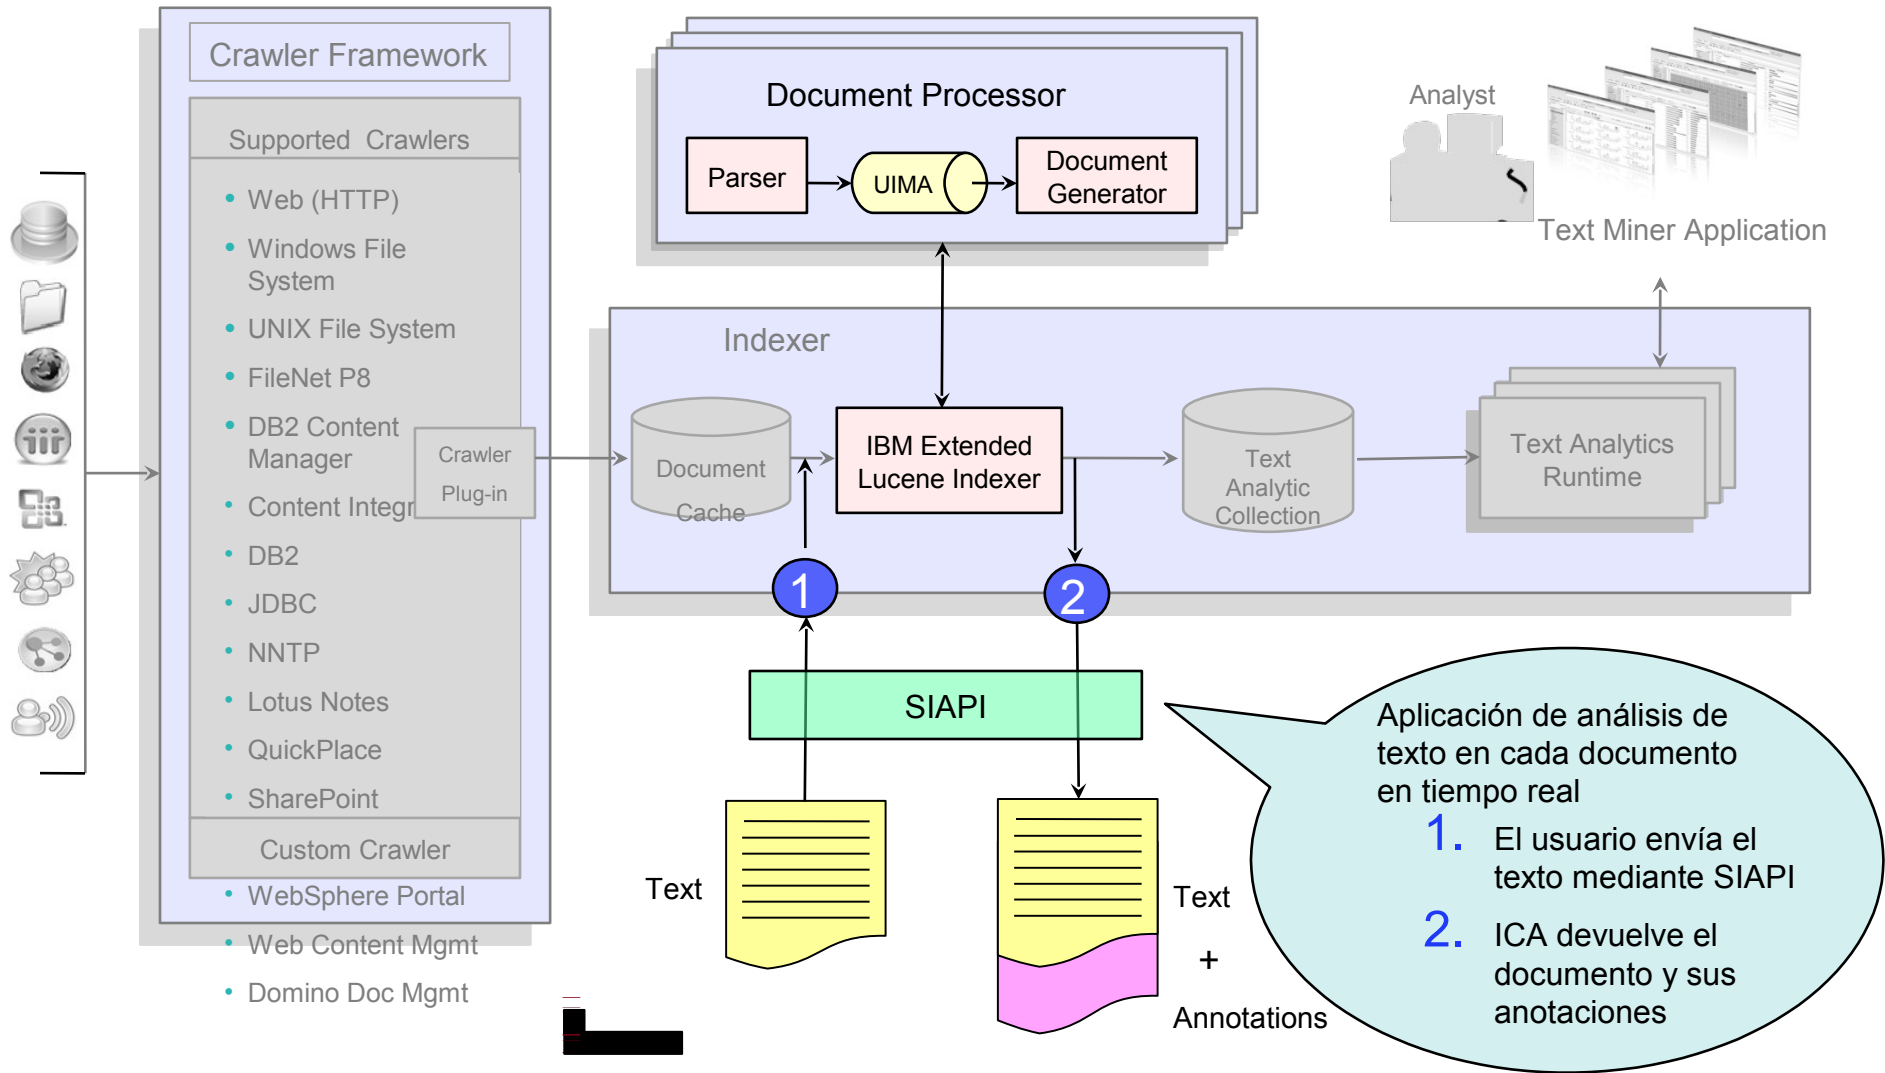 Crawler Framework
Supported Crawlers
• Web (HTTP)
• Windows File
System
• UNIX File System
• FileNet P8
• DB2 Content
Manager
• Content Integr
• DB2
• JDBC
• NNTP
• Lotus Notes
• QuickPlace
• SharePoint
Custom Crawler
• WebSphere Portal
• Web Content Mgmt
• Domino Doc Mgmt
Crawler
Plug-in
Document Processor
Parser
UIMA
Document
Generator
Analyst
Text Miner Application
Indexer
Document
Cache
IBM Extended
Lucene Indexer
Text
Analytic
Collection
Text Analytics
Runtime
1
2
SIAPI
Text
Text
+
Annotations
Aplicación de análisis de
texto en cada documento
en tiempo real
1. El usuario envía el
texto mediante SIAPI
2. ICA devuelve el
documento y sus
anotaciones